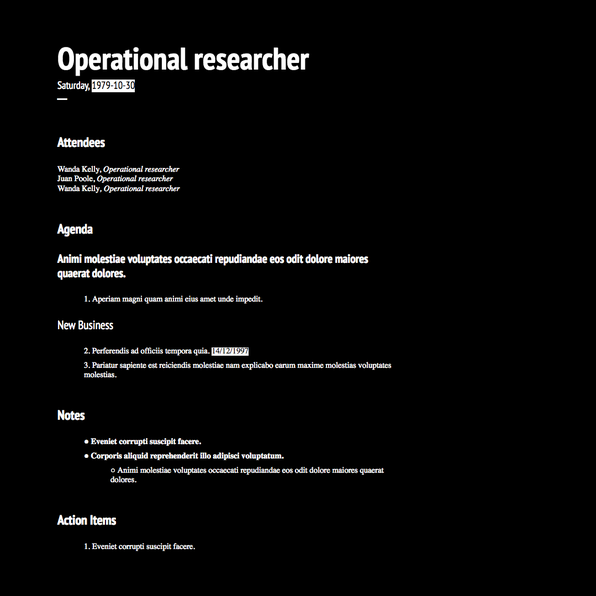 Operational researcher
Saturday, 1979-10-30
Attendees
Wanda Kelly, Operational researcher
Juan Poole, Operational researcher
Wanda Kelly, Operational researcher
Agenda
Animi molestiae voluptates occaecati repudiandae eos odit dolore maiores
quaerat dolores.
1. Aperiam magni quam animi eius amet unde impedit.
New Business
2. Perferendis ad officiis tempora quia. 14/12/1997
3. Pariatur sapiente est reiciendis molestiae nam explicabo earum maxime molestias voluptates
molestias.
Notes
● Eveniet corrupti suscipit facere.
● Corporis aliquid reprehenderit illo adipisci voluptatum.
○ Animi molestiae voluptates occaecati repudiandae eos odit dolore maiores quaerat
dolores.
Action Items
1. Eveniet corrupti suscipit facere.